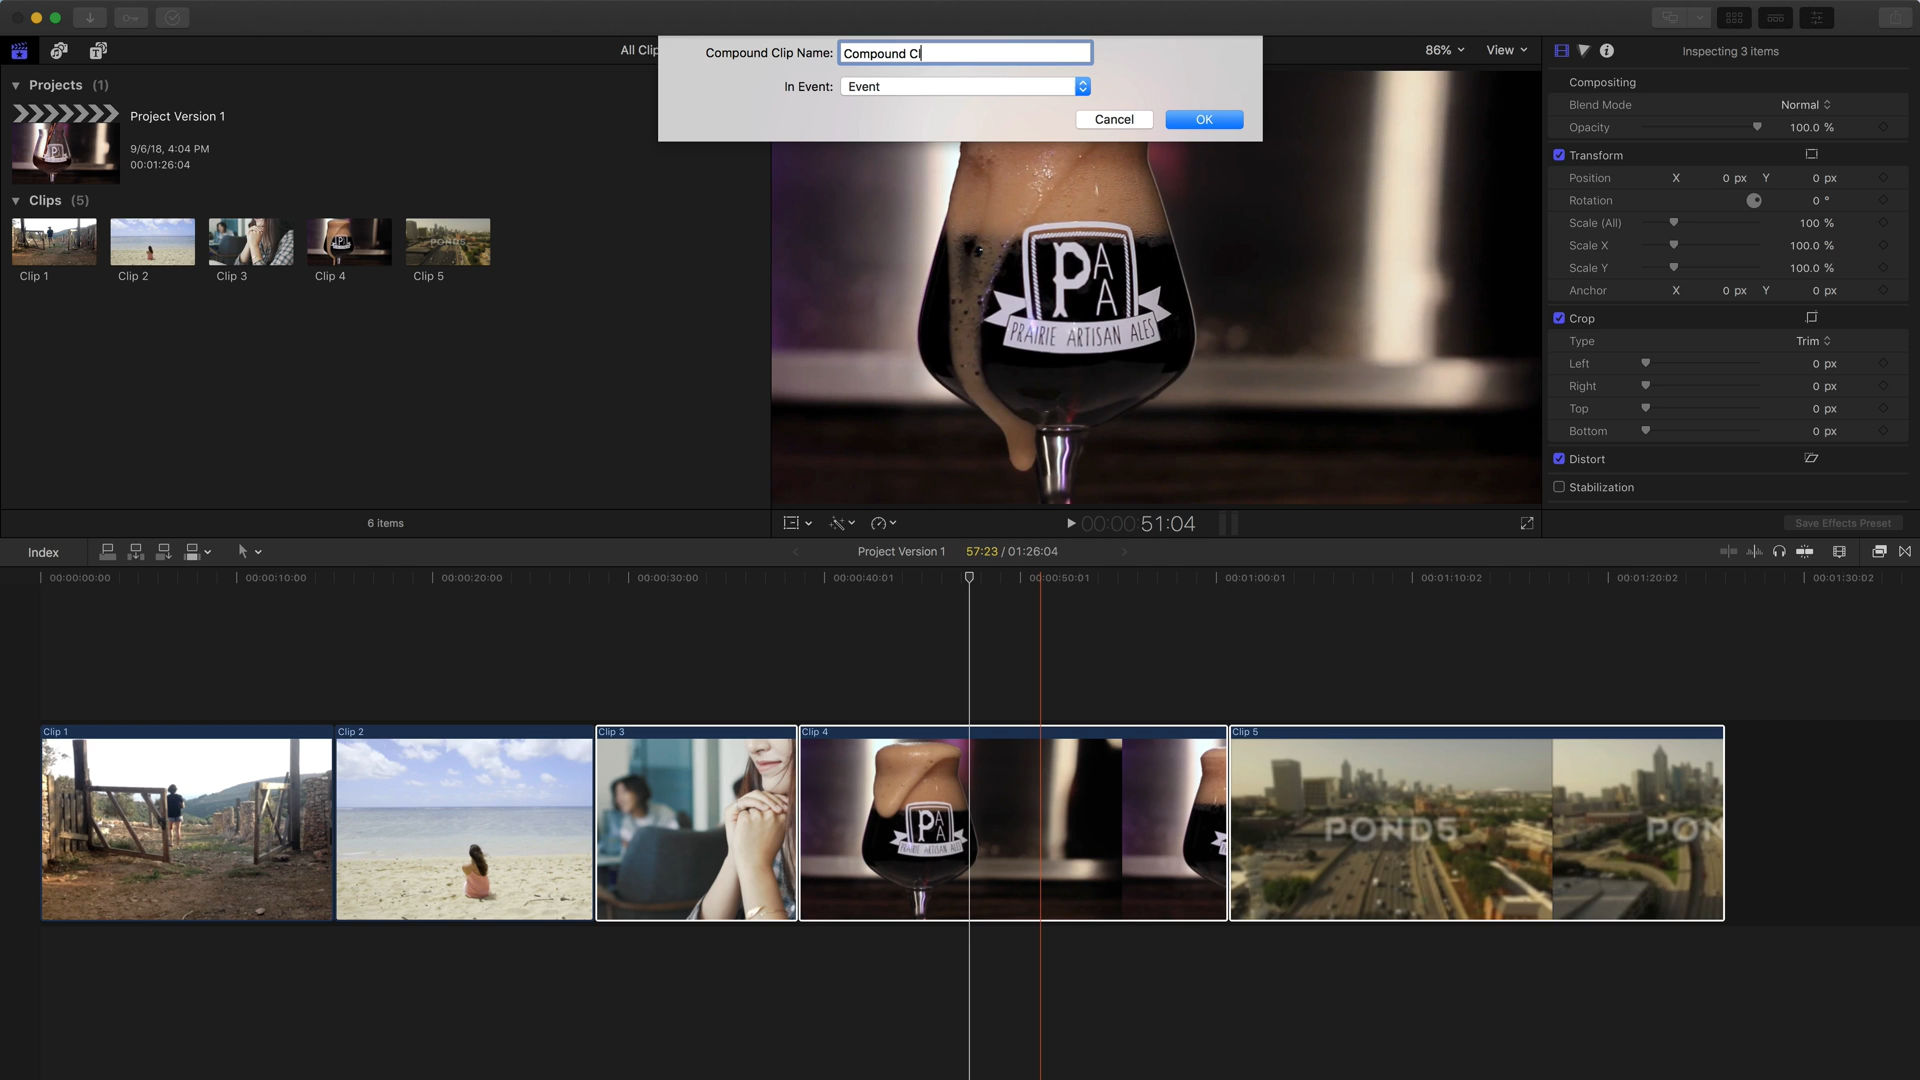 All Clip
Compound Clip Name: Compound Cl
In Event: Event
Cancel OK
86% View
Inspecting 3 items
Projects (1)
Project Version 1
9/6/18, 4:04 PM
00:01:26:04
Clips (5)
Clip 1 Clip 2 Clip 3 Clip 4 Clip 5
6 items
P A A
PRAIRIE ARTISAN ALES
00:00:51:04
Compositing
Blend Mode Normal
Opacity 100.0 %
Transform
Position X 0 px Y 0 px
Rotation 0 °
Scale (All) 100 %
Scale X 100.0 %
Scale Y 100.0 %
Anchor X 0 px Y 0 px
Crop
Type Trim
Left 0 px
Right 0 px
Top 0 px
Bottom 0 px
Distort
Stabilization
Save Effects Preset
Index
Project Version 1 57:23 / 01:26:04
00:00:00:00 00:00:10:00 00:00:20:00 00:00:30:00 00:00:40:01 00:00:50:01 00:01:00:01 00:01:10:02 00:01:20:02 00:01:30:02
Clip 1 Clip 2 Clip 3 Clip 4 Clip 5
P A A
PRAIRIE ARTISAN ALES
POND5
PON